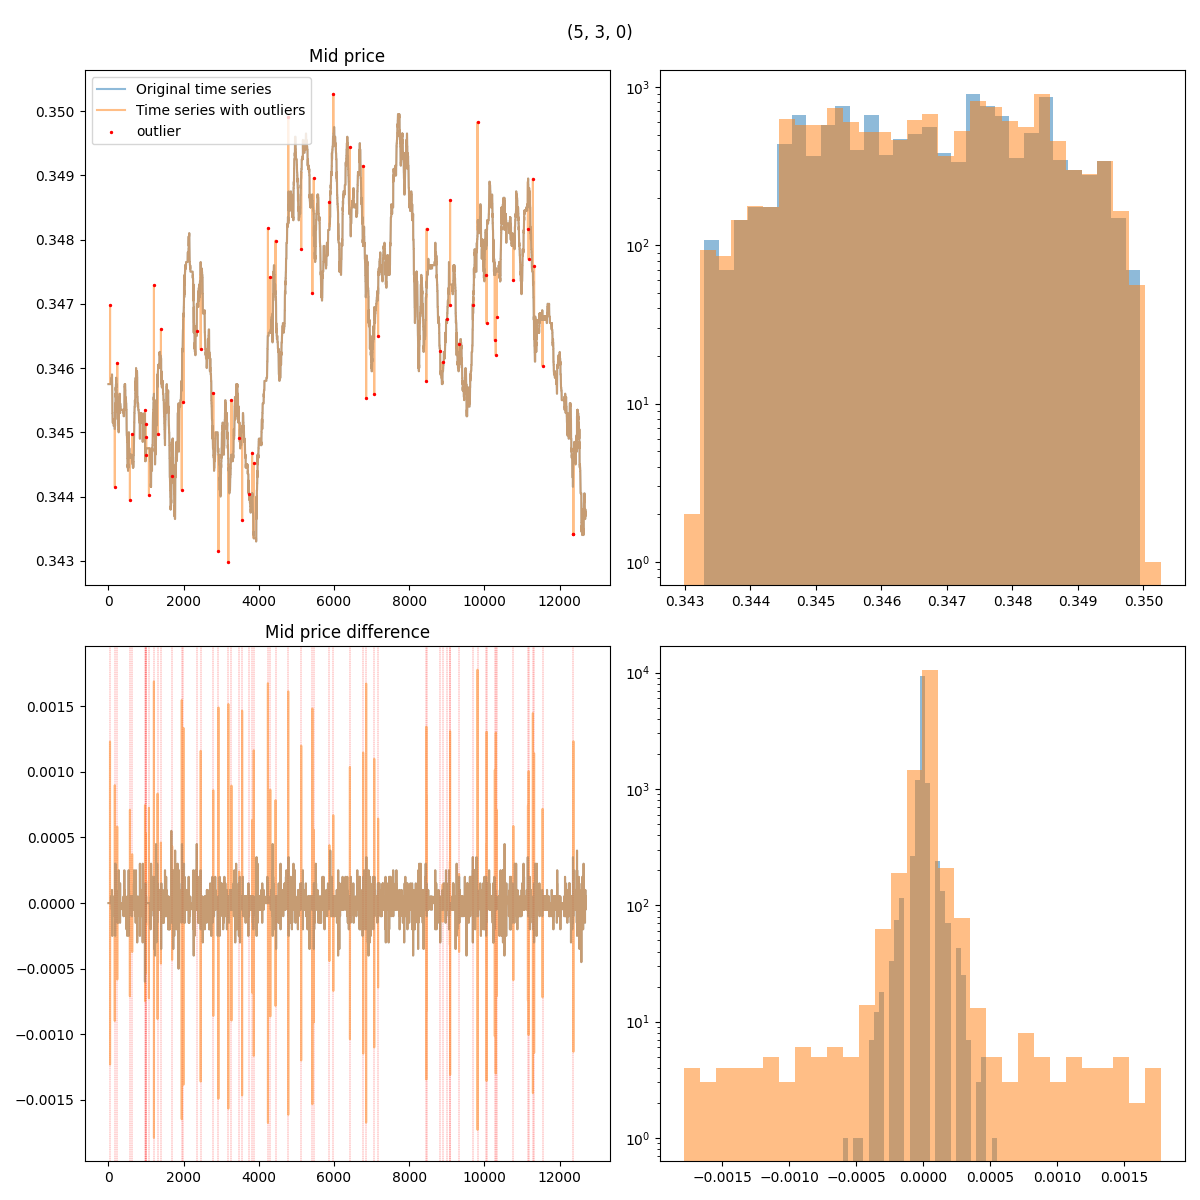 (5, 3, 0)
Mid price
Original time series
Time series with outliers
outlier
0.350
0.349
0.348
0.347
0.346
0.345
0.344
0.343
0 2000 4000 6000 8000 10000 12000
10³
10²
10¹
10⁰
0.343 0.344 0.345 0.346 0.347 0.348 0.349 0.350
Mid price difference
0.0015
0.0010
0.0005
0.0000
−0.0005
−0.0010
−0.0015
0 2000 4000 6000 8000 10000 12000
10⁴
10³
10²
10¹
10⁰
−0.0015 −0.0010 −0.0005 0.0000 0.0005 0.0010 0.0015